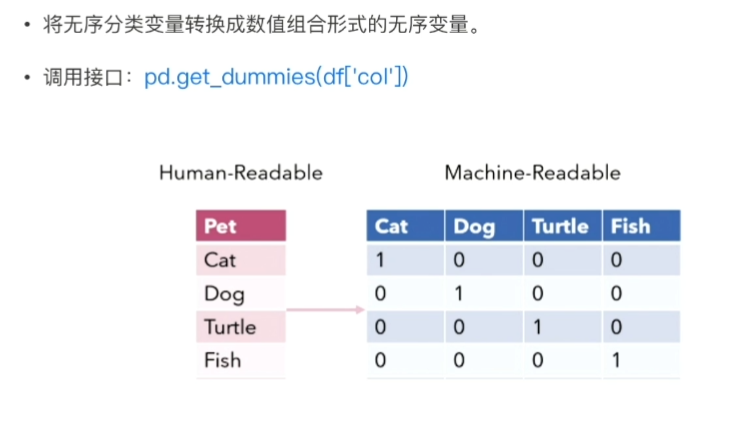 • 将无序分类变量转换成数值组合形式的无序变量。
• 调用接口：pd.get_dummies(df['col'])
Human-Readable Machine-Readable
Pet Cat Dog Turtle Fish
Cat 1 0 0 0
Dog 0 1 0 0
Turtle 0 0 1 0
Fish 0 0 0 1